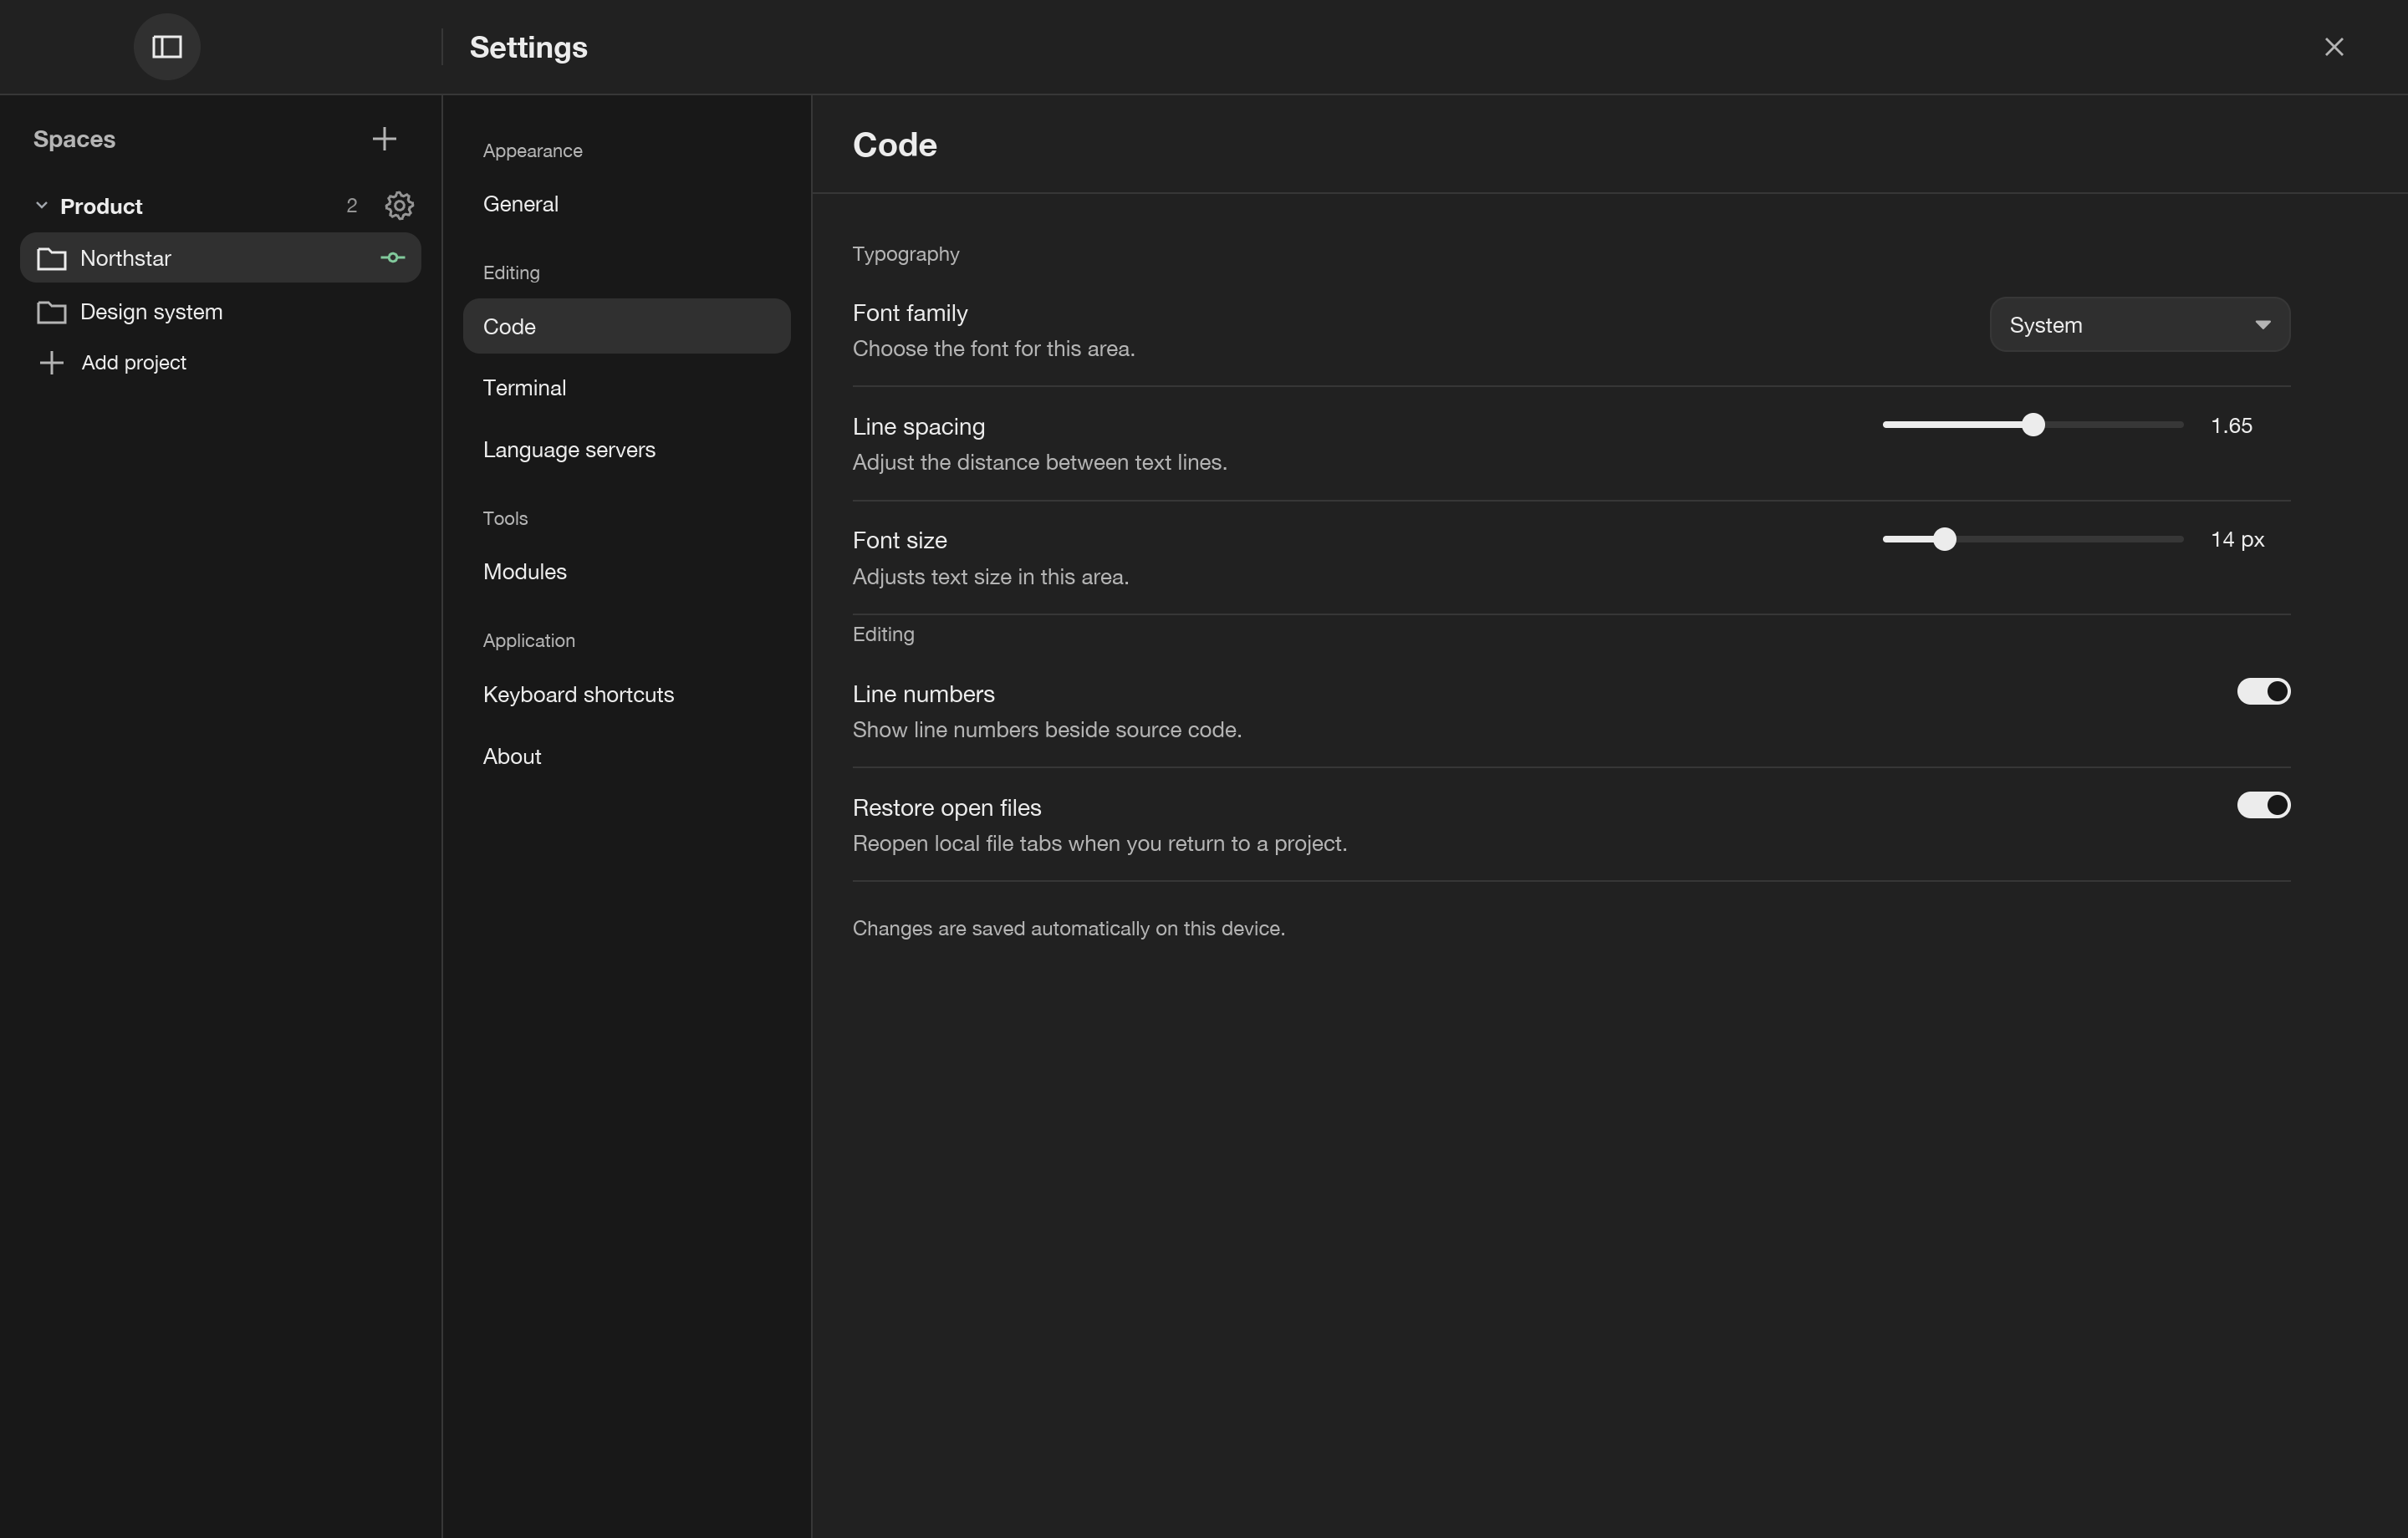 Settings
Spaces
Product 2
Northstar
Design system
Add project
Appearance
General
Editing
Code
Terminal
Language servers
Tools
Modules
Application
Keyboard shortcuts
About
Code
Typography
Font family
Choose the font for this area.
System
Line spacing
Adjust the distance between text lines.
1.65
Font size
Adjusts text size in this area.
14 px
Editing
Line numbers
Show line numbers beside source code.
Restore open files
Reopen local file tabs when you return to a project.
Changes are saved automatically on this device.